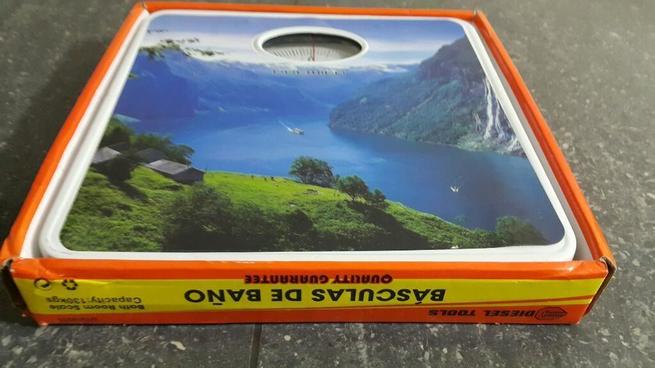 QUALITY GUARANTEE
BÁSCULAS DE BAÑO
Bath Room Scale
Capacity:130kgs
DIESEL TOOLS